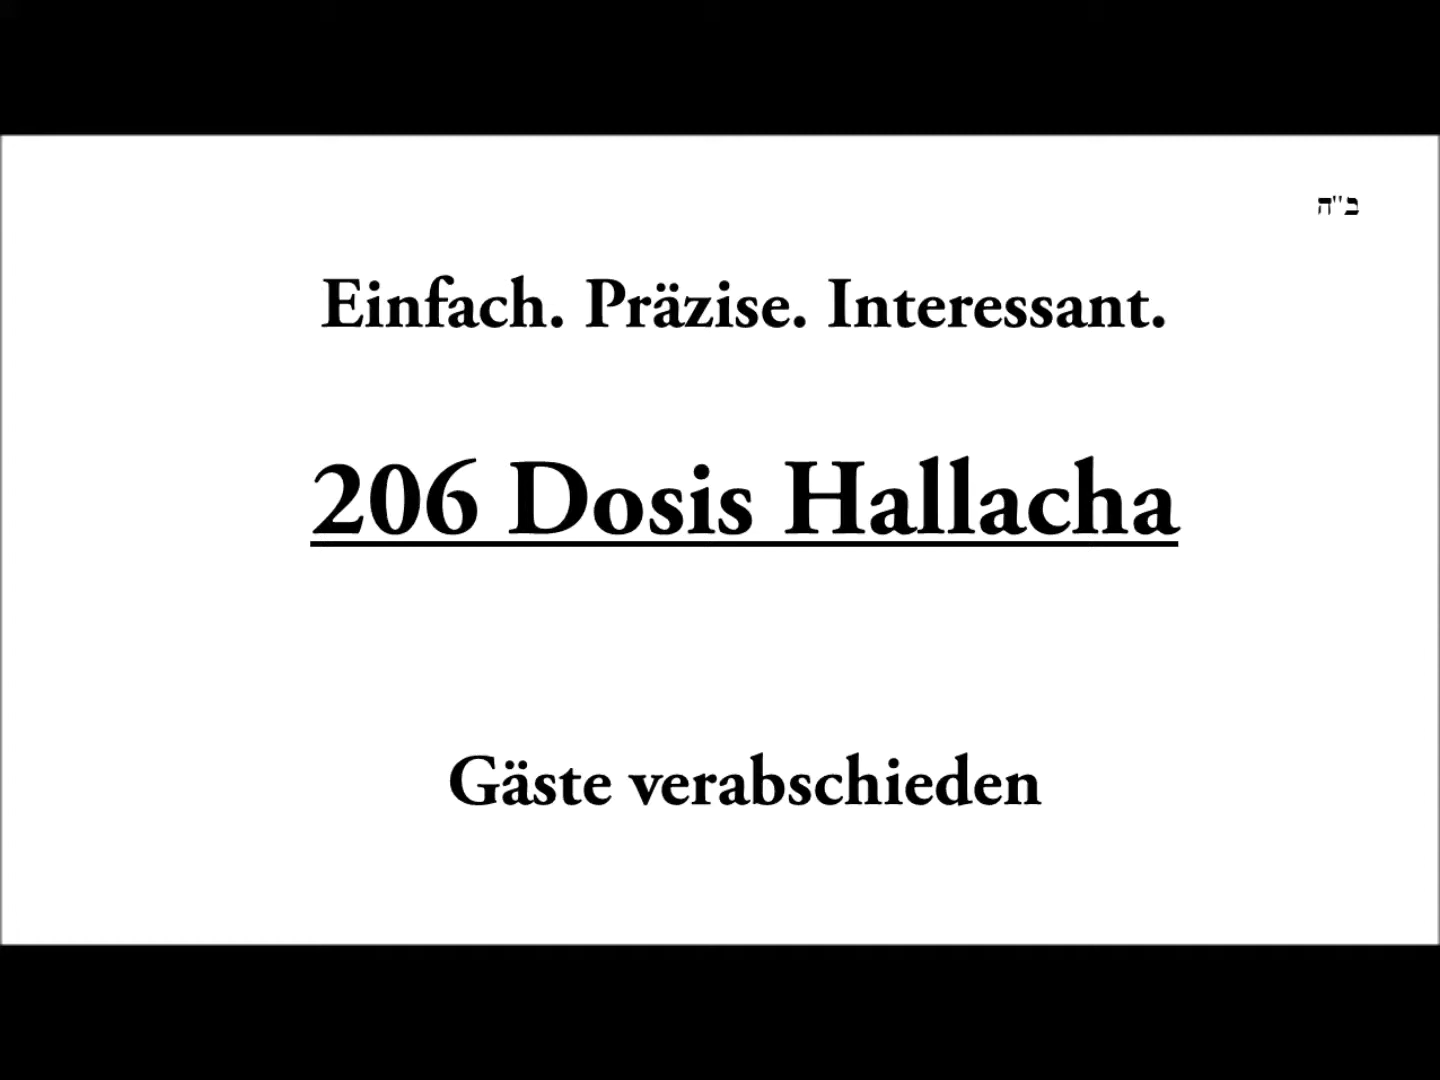 ב"ה
Einfach. Präzise. Interessant.
206 Dosis Hallacha
Gäste verabschieden